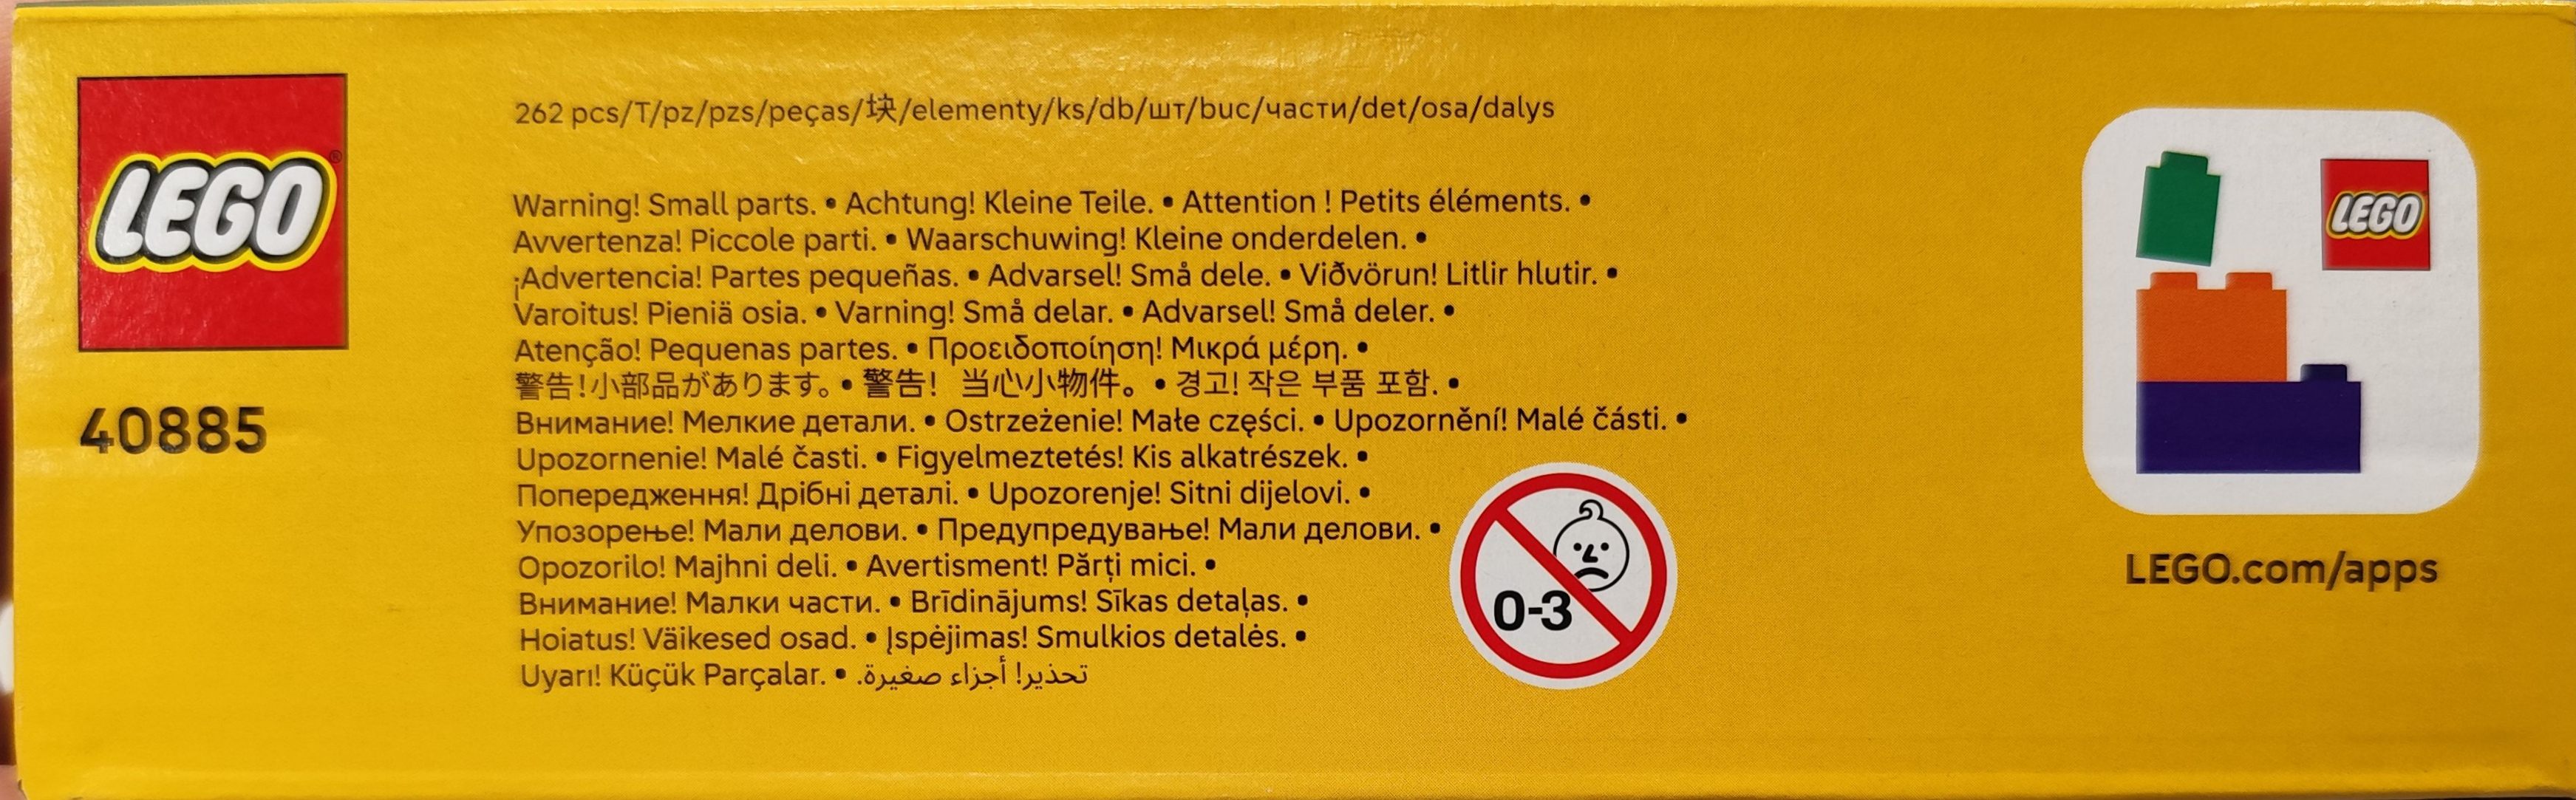 LEGO®
40885
262 pcs/T/pz/pzs/peças/块/elementy/ks/db/шт/buc/части/det/osa/dalys
Warning! Small parts. • Achtung! Kleine Teile. • Attention ! Petits éléments. •
Avvertenza! Piccole parti. • Waarschuwing! Kleine onderdelen. •
¡Advertencia! Partes pequeñas. • Advarsel! Små dele. • Viðvörun! Litlir hlutir. •
Varoitus! Pieniä osia. • Varning! Små delar. • Advarsel! Små deler. •
Atenção! Pequenas partes. • Προειδοποίηση! Μικρά μέρη. •
警告!小部品があります。 • 警告! 当心小物件。 • 경고! 작은 부품 포함. •
Внимание! Мелкие детали. • Ostrzeżenie! Małe części. • Upozornění! Malé části. •
Upozornenie! Malé časti. • Figyelmeztetés! Kis alkatrészek. •
Попередження! Дрібні деталі. • Upozorenje! Sitni dijelovi. •
Упозорење! Мали делови. • Предупредување! Мали делови. •
Opozorilo! Majhni deli. • Avertisment! Părți mici. •
Внимание! Малки части. • Brīdinājums! Sīkas detaļas. •
Hoiatus! Väikesed osad. • Įspėjimas! Smulkios detalės. •
Uyarı! Küçük Parçalar. • تحذير! أجزاء صغيرة.
0-3
LEGO
LEGO.com/apps